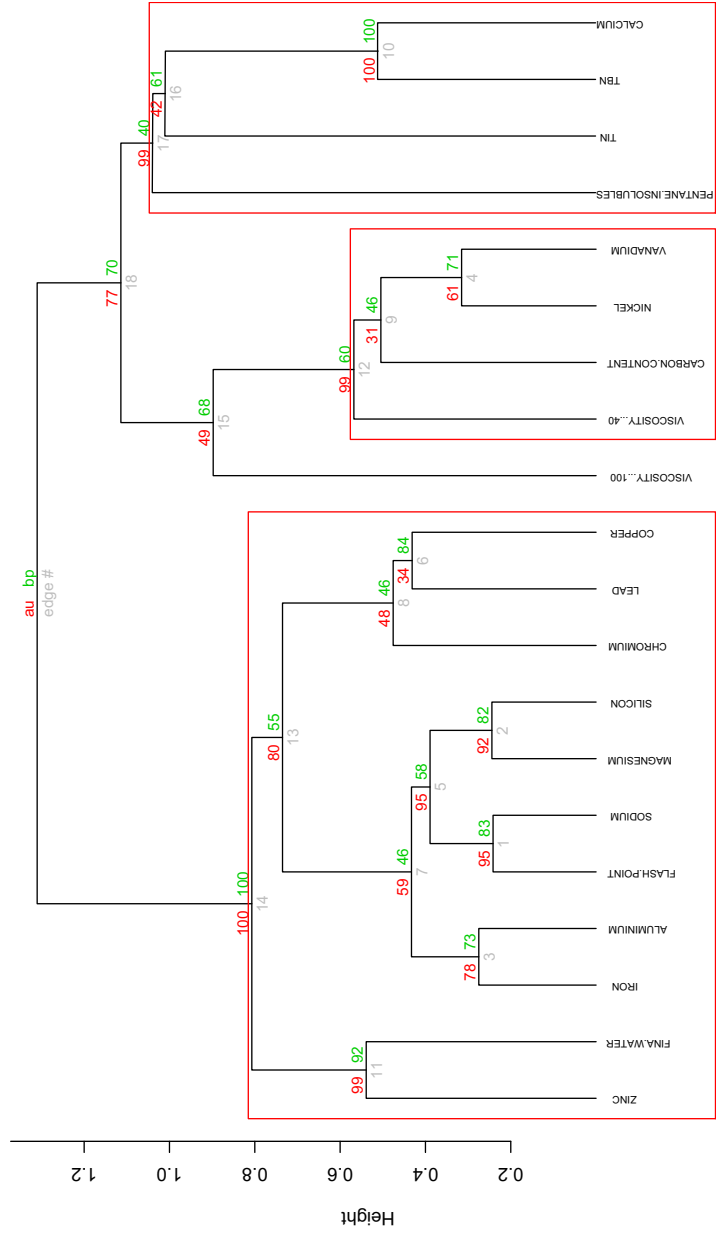 au bp
edge #
100
100
10
42
61
16
99
40
17
77
70
18
61
71
4
31
46
9
99
60
12
49
68
15
34
84
6
48
46
8
80
55
13
92
82
2
95
58
5
95
83
1
59
46
7
100
100
14
78
73
3
99
92
11
CALCIUM
TBN
TIN
PENTANE.INSOLUBLES
VANADIUM
NICKEL
CARBON.CONTENT
VISCOSITY...40
VISCOSITY...100
COPPER
LEAD
CHROMIUM
SILICON
MAGNESIUM
SODIUM
FLASH.POINT
ALUMINIUM
IRON
FINA.WATER
ZINC
1.2
1.0
0.8
0.6
0.4
0.2
Height